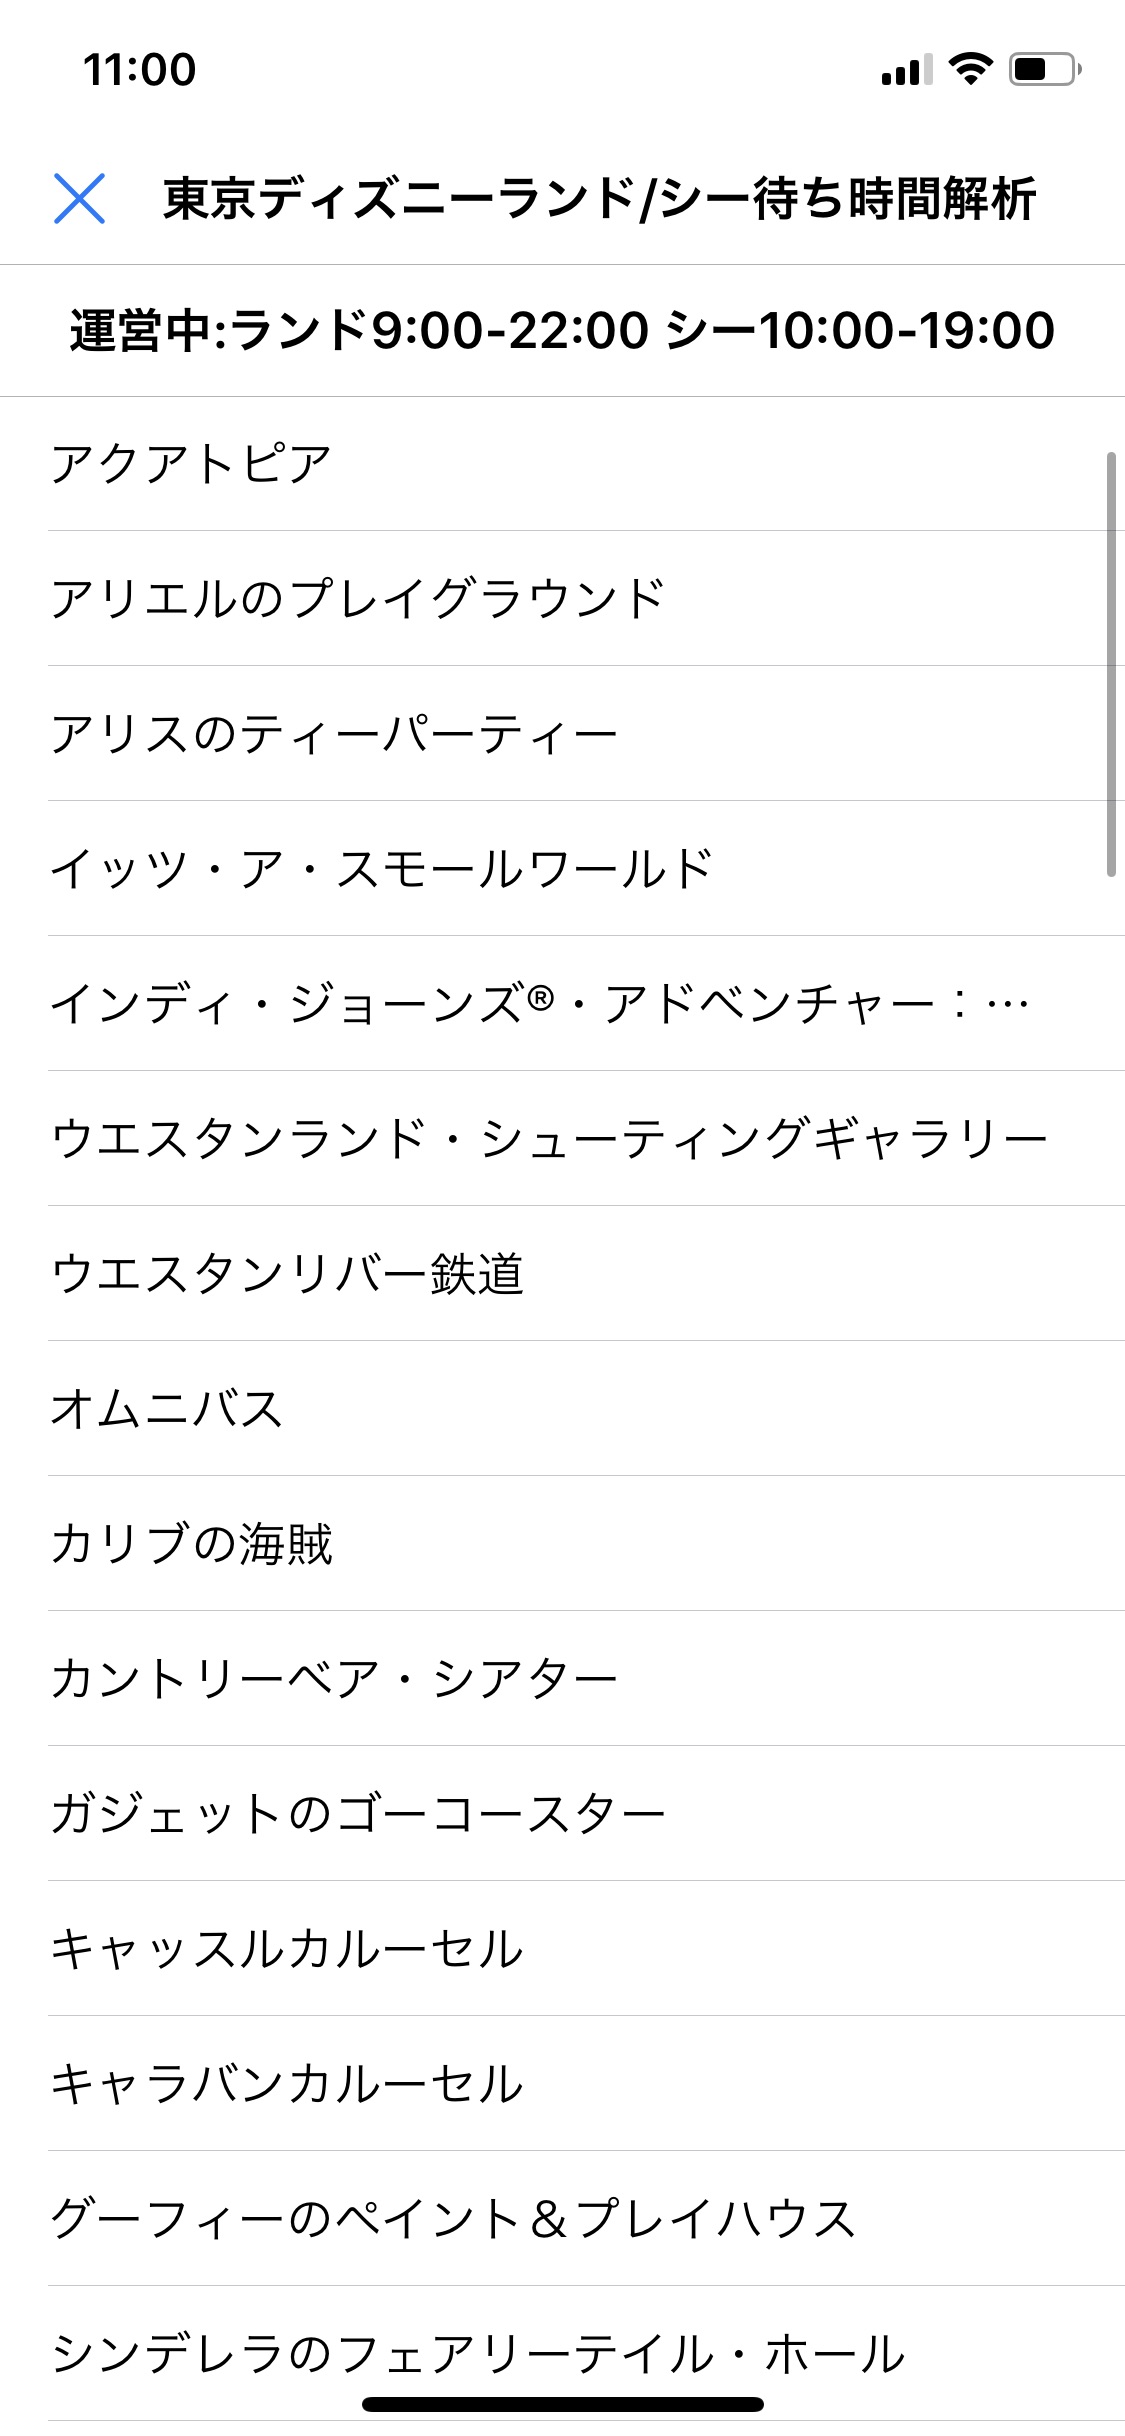 11:00
東京ディズニーランド/シー待ち時間解析
運営中:ランド9:00-22:00 シー10:00-19:00
アクアトピア
アリエルのプレイグラウンド
アリスのティーパーティー
イッツ・ア・スモールワールド
インディ・ジョーンズ®・アドベンチャー：…
ウエスタンランド・シューティングギャラリー
ウエスタンリバー鉄道
オムニバス
カリブの海賊
カントリーベア・シアター
ガジェットのゴーコースター
キャッスルカルーセル
キャラバンカルーセル
グーフィーのペイント＆プレイハウス
シンデレラのフェアリーテイル・ホール